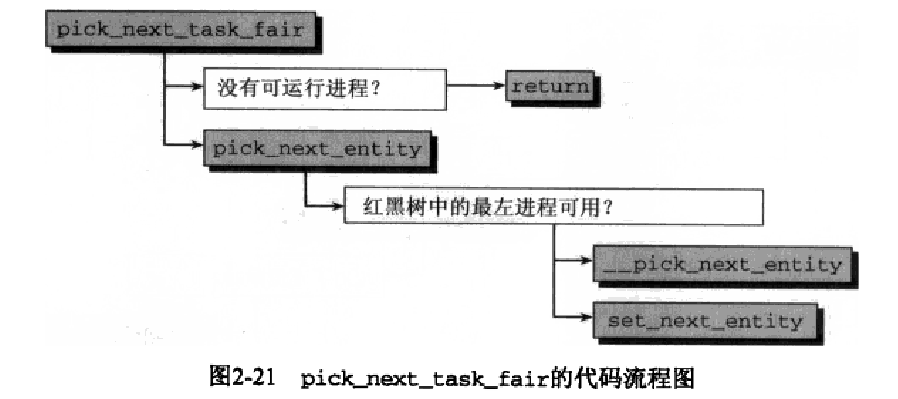 pick_next_task_fair
没有可运行进程？
return
pick_next_entity
红黑树中的最左进程可用？
__pick_next_entity
set_next_entity
图2-21 pick_next_task_fair的代码流程图